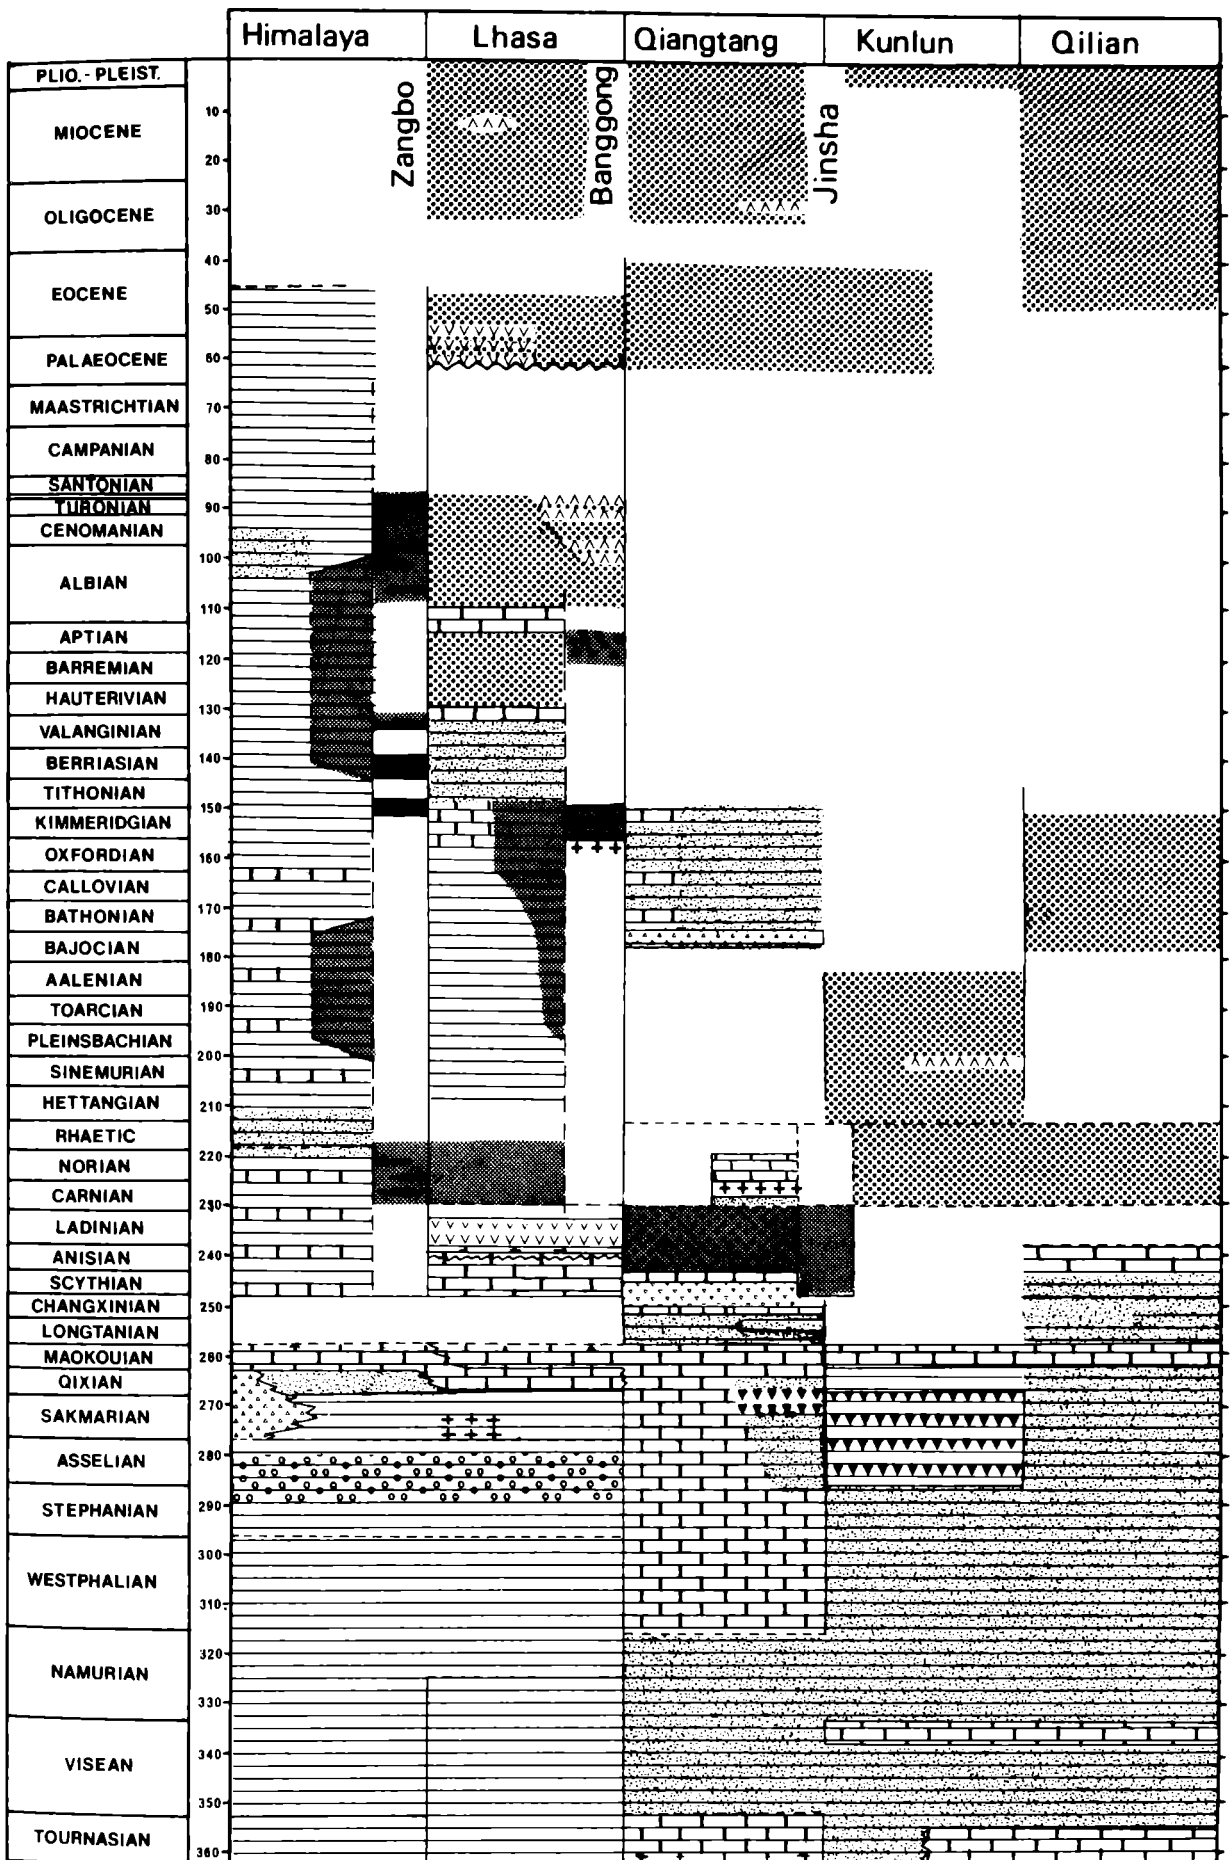 Himalaya Lhasa Qiangtang Kunlun Qilian
Zangbo
Banggong
Jinsha
PLIO.-PLEIST.
10
MIOCENE
20
OLIGOCENE
30
40
EOCENE
50
PALAEOCENE
60
MAASTRICHTIAN
70
CAMPANIAN
80
SANTONIAN
TURONIAN
90
CENOMANIAN
100
ALBIAN
110
APTIAN
120
BARREMIAN
HAUTERIVIAN
130
VALANGINIAN
140
BERRIASIAN
TITHONIAN
150
KIMMERIDGIAN
OXFORDIAN
160
CALLOVIAN
170
BATHONIAN
BAJOCIAN
180
AALENIAN
190
TOARCIAN
PLEINSBACHIAN
200
SINEMURIAN
HETTANGIAN
210
RHAETIC
220
NORIAN
CARNIAN
230
LADINIAN
240
ANISIAN
SCYTHIAN
CHANGXINIAN
250
LONGTANIAN
MAOKOUIAN
260
QIXIAN
270
SAKMARIAN
ASSELIAN
280
STEPHANIAN
290
300
WESTPHALIAN
310
320
NAMURIAN
330
340
VISEAN
350
TOURNASIAN
360